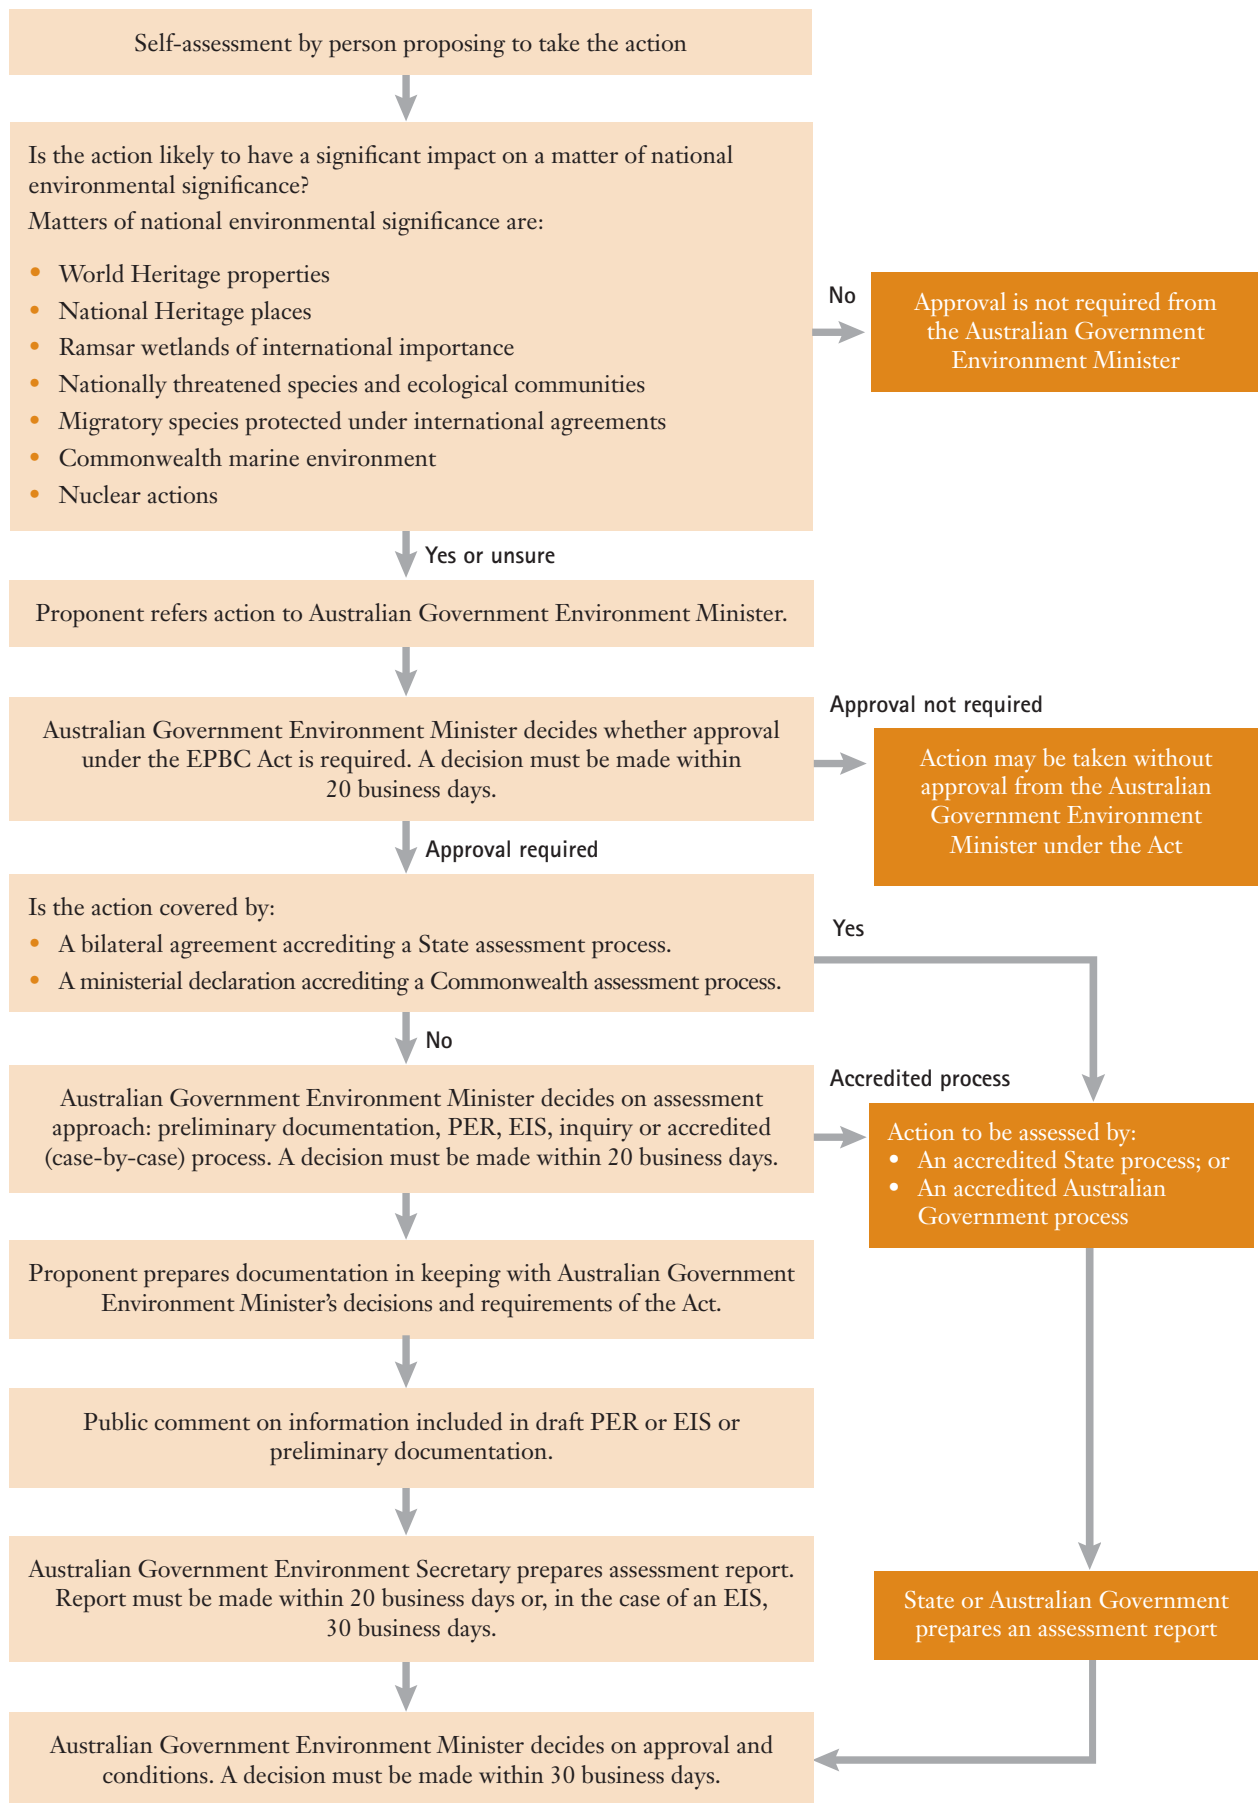 Self-assessment by person proposing to take the action
Is the action likely to have a significant impact on a matter of national
environmental significance?
Matters of national environmental significance are:
• World Heritage properties
• National Heritage places
• Ramsar wetlands of international importance
• Nationally threatened species and ecological communities
• Migratory species protected under international agreements
• Commonwealth marine environment
• Nuclear actions
No
Approval is not required from
the Australian Government
Environment Minister
Yes or unsure
Proponent refers action to Australian Government Environment Minister.
Australian Government Environment Minister decides whether approval
under the EPBC Act is required. A decision must be made within
20 business days.
Approval not required
Action may be taken without
approval from the Australian
Government Environment
Minister under the Act
Approval required
Is the action covered by:
• A bilateral agreement accrediting a State assessment process.
• A ministerial declaration accrediting a Commonwealth assessment process.
Yes
No
Australian Government Environment Minister decides on assessment
approach: preliminary documentation, PER, EIS, inquiry or accredited
(case-by-case) process. A decision must be made within 20 business days.
Accredited process
Action to be assessed by:
• An accredited State process; or
• An accredited Australian
Government process
Proponent prepares documentation in keeping with Australian Government
Environment Minister's decisions and requirements of the Act.
Public comment on information included in draft PER or EIS or
preliminary documentation.
Australian Government Environment Secretary prepares assessment report.
Report must be made within 20 business days or, in the case of an EIS,
30 business days.
State or Australian Government
prepares an assessment report
Australian Government Environment Minister decides on approval and
conditions. A decision must be made within 30 business days.